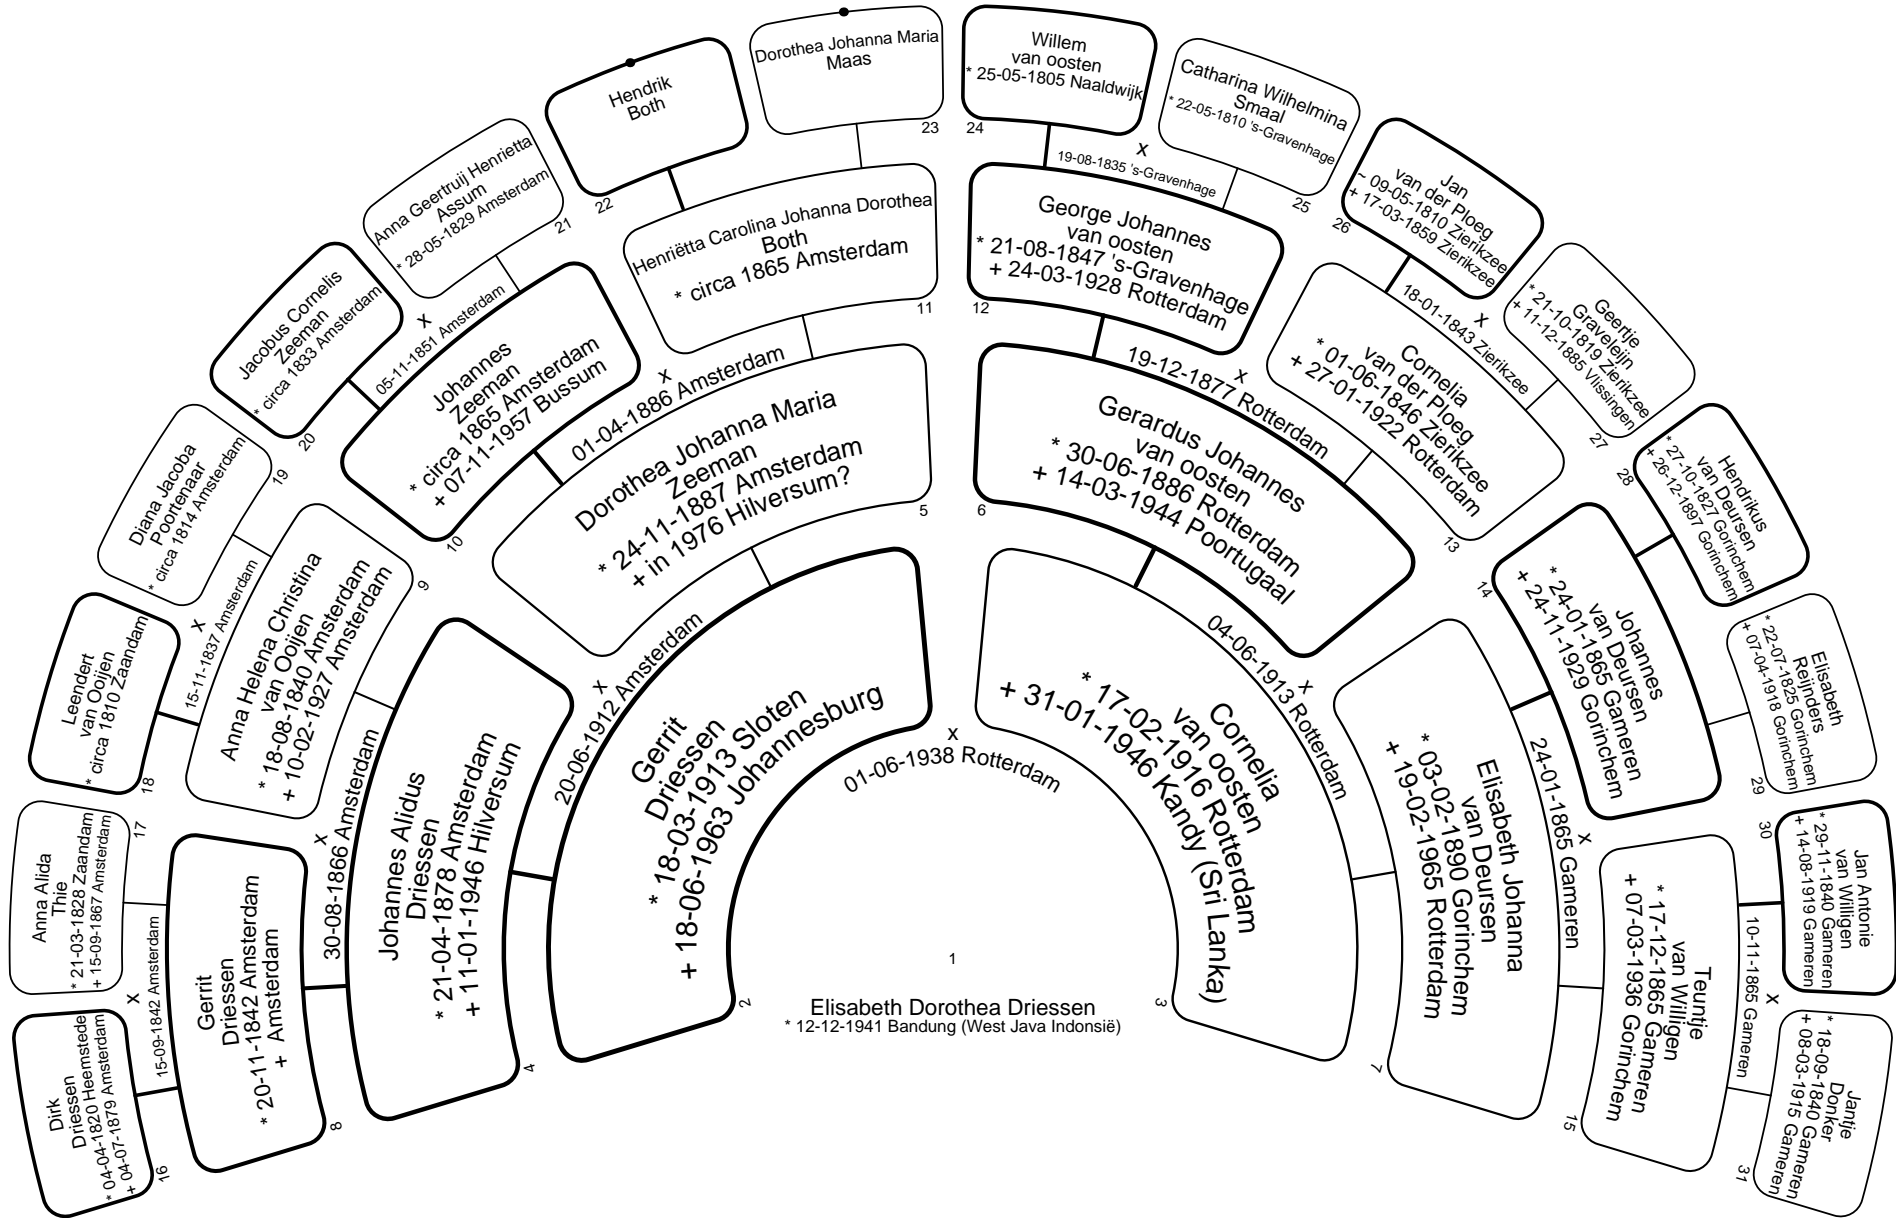 1
Elisabeth Dorothea Driessen
* 12-12-1941 Bandung (West Java Indonsië)
2
Gerrit
Driessen
* 18-03-1913 Sloten
+ 18-06-1963 Johannesburg
x
01-06-1938 Rotterdam
3
Cornelia
van oosten
* 17-02-1916 Rotterdam
+ 31-01-1946 Kandy (Sri Lanka)
4
Johannes Alidus
Driessen
* 21-04-1878 Amsterdam
+ 11-01-1946 Hilversum
x
20-06-1912 Amsterdam
5
Dorothea Johanna Maria
Zeeman
* 24-11-1887 Amsterdam
+ in 1976 Hilversum?
6
Gerardus Johannes
van oosten
* 30-06-1886 Rotterdam
+ 14-03-1944 Poortugaal
x
04-06-1913 Rotterdam
7
Elisabeth Johanna
van Deursen
* 03-02-1890 Gorinchem
+ 19-02-1965 Rotterdam
8
Gerrit
Driessen
* 20-11-1842 Amsterdam
+ Amsterdam
x
30-08-1866 Amsterdam
9
Anna Helena Christina
van Ooijen
* 18-08-1840 Amsterdam
+ 10-02-1927 Amsterdam
10
Johannes
Zeeman
* circa 1865 Amsterdam
+ 07-11-1957 Bussum
x
01-04-1886 Amsterdam
11
Henriëtta Carolina Johanna Dorothea
Both
* circa 1865 Amsterdam
12
George Johannes
van oosten
* 21-08-1847 's-Gravenhage
+ 24-03-1928 Rotterdam
x
19-12-1877 Rotterdam
13
Cornelia
van der Ploeg
* 01-06-1846 Zierikzee
+ 27-01-1922 Rotterdam
14
Johannes
van Deursen
* 24-01-1865 Gameren
+ 24-11-1929 Gorinchem
x
24-01-1865 Gameren
15
Teuntje
van Willigen
* 17-12-1865 Gameren
+ 07-03-1936 Gorinchem
16
Dirk
Driessen
* 04-04-1820 Heemstede
+ 04-07-1879 Amsterdam
x
15-09-1842 Amsterdam
17
Anna Alida
Thie
* 21-03-1828 Zaandam
+ 15-09-1867 Amsterdam
18
Leendert
van Ooijen
* circa 1810 Zaandam
x
15-11-1837 Amsterdam
19
Diana Jacoba
Poortenaar
* circa 1814 Amsterdam
20
Jacobus Cornelis
Zeeman
* circa 1833 Amsterdam
x
05-11-1851 Amsterdam
21
Anna Geertruij Henrietta
Assum
* 28-05-1829 Amsterdam
22
Hendrik
Both
23
Dorothea Johanna Maria
Maas
24
Willem
van oosten
* 25-05-1805 Naaldwijk
x
19-08-1835 's-Gravenhage
25
Catharina Wilhelmina
Smaal
* 22-05-1810 's-Gravenhage
26
Jan
van der Ploeg
~ 09-05-1810 Zierikzee
+ 17-03-1859 Zierikzee
x
18-01-1843 Zierikzee
27
Geertje
Graveleijn
* 21-10-1819 Zierikzee
+ 11-12-1885 Vlissingen
28
Hendrikus
van Deursen
* 27-10-1827 Gorinchem
+ 26-12-1897 Gorinchem
29
Elisabeth
Reijnders
* 22-07-1825 Gorinchem
+ 07-04-1918 Gorinchem
30
Jan Antonie
van Willigen
* 29-11-1840 Gameren
+ 14-08-1919 Gameren
x
10-11-1865 Gameren
31
Jantje
Donker
* 18-09-1840 Gameren
+ 08-03-1915 Gameren